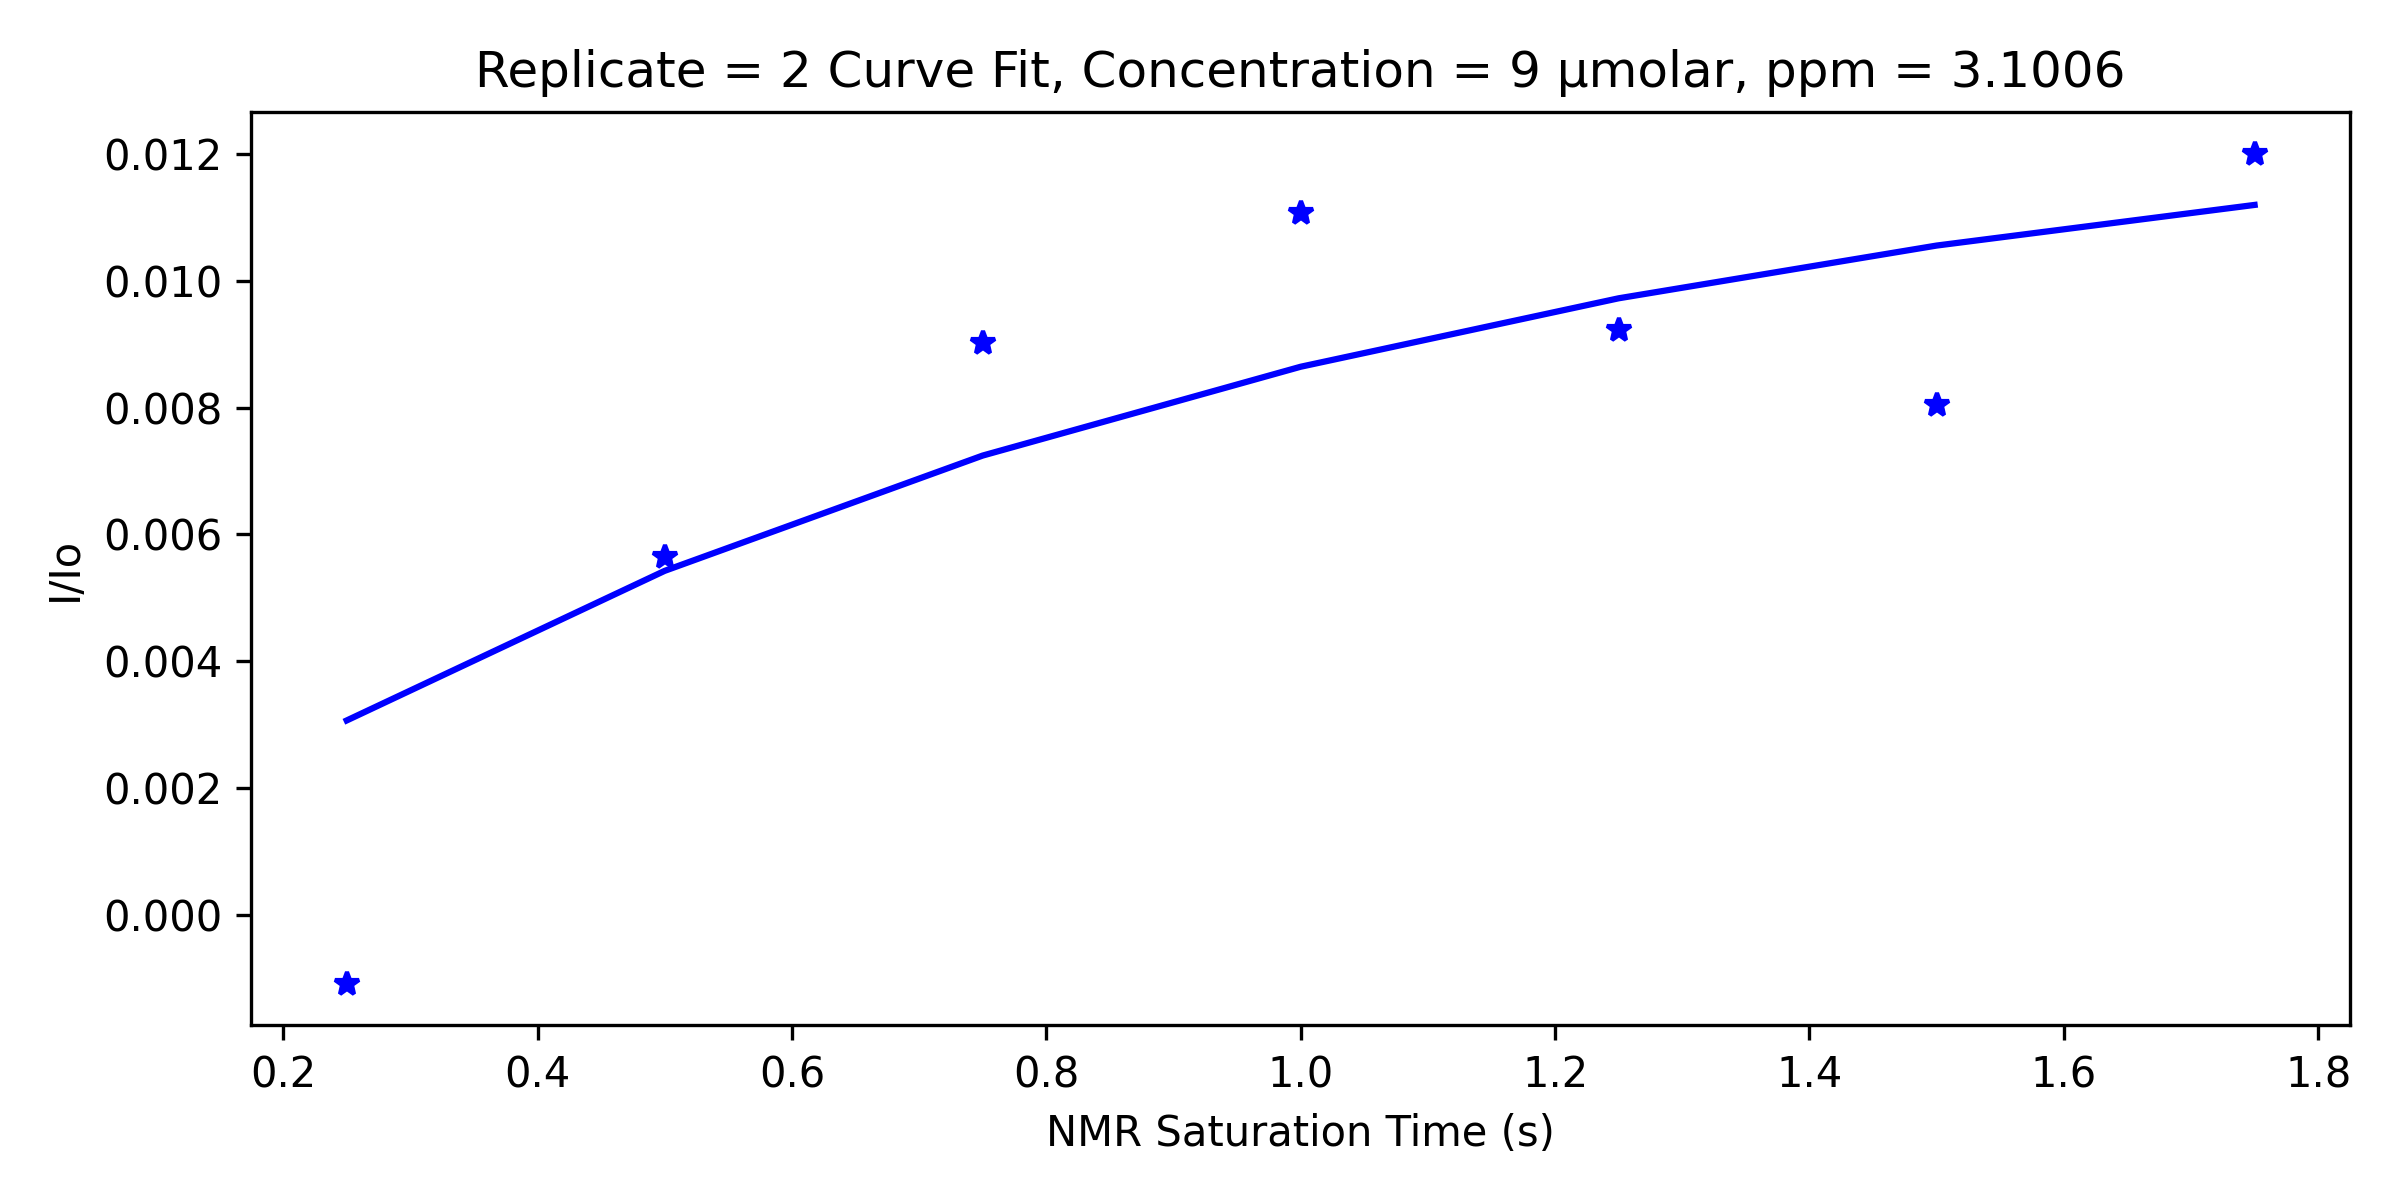 Replicate = 2 Curve Fit, Concentration = 9 µmolar, ppm = 3.1006
0.012
0.010
0.008
0.006
0.004
0.002
0.000
I/Io
0.2 0.4 0.6 0.8 1.0 1.2 1.4 1.6 1.8
NMR Saturation Time (s)